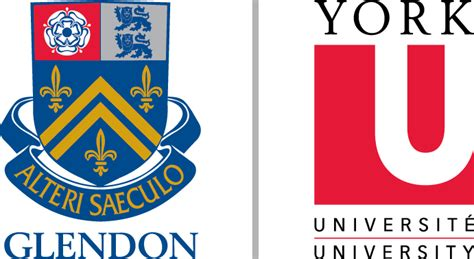 ALTERI SAECULO
GLENDON
YORK
U
UNIVERSITÉ
UNIVERSITY